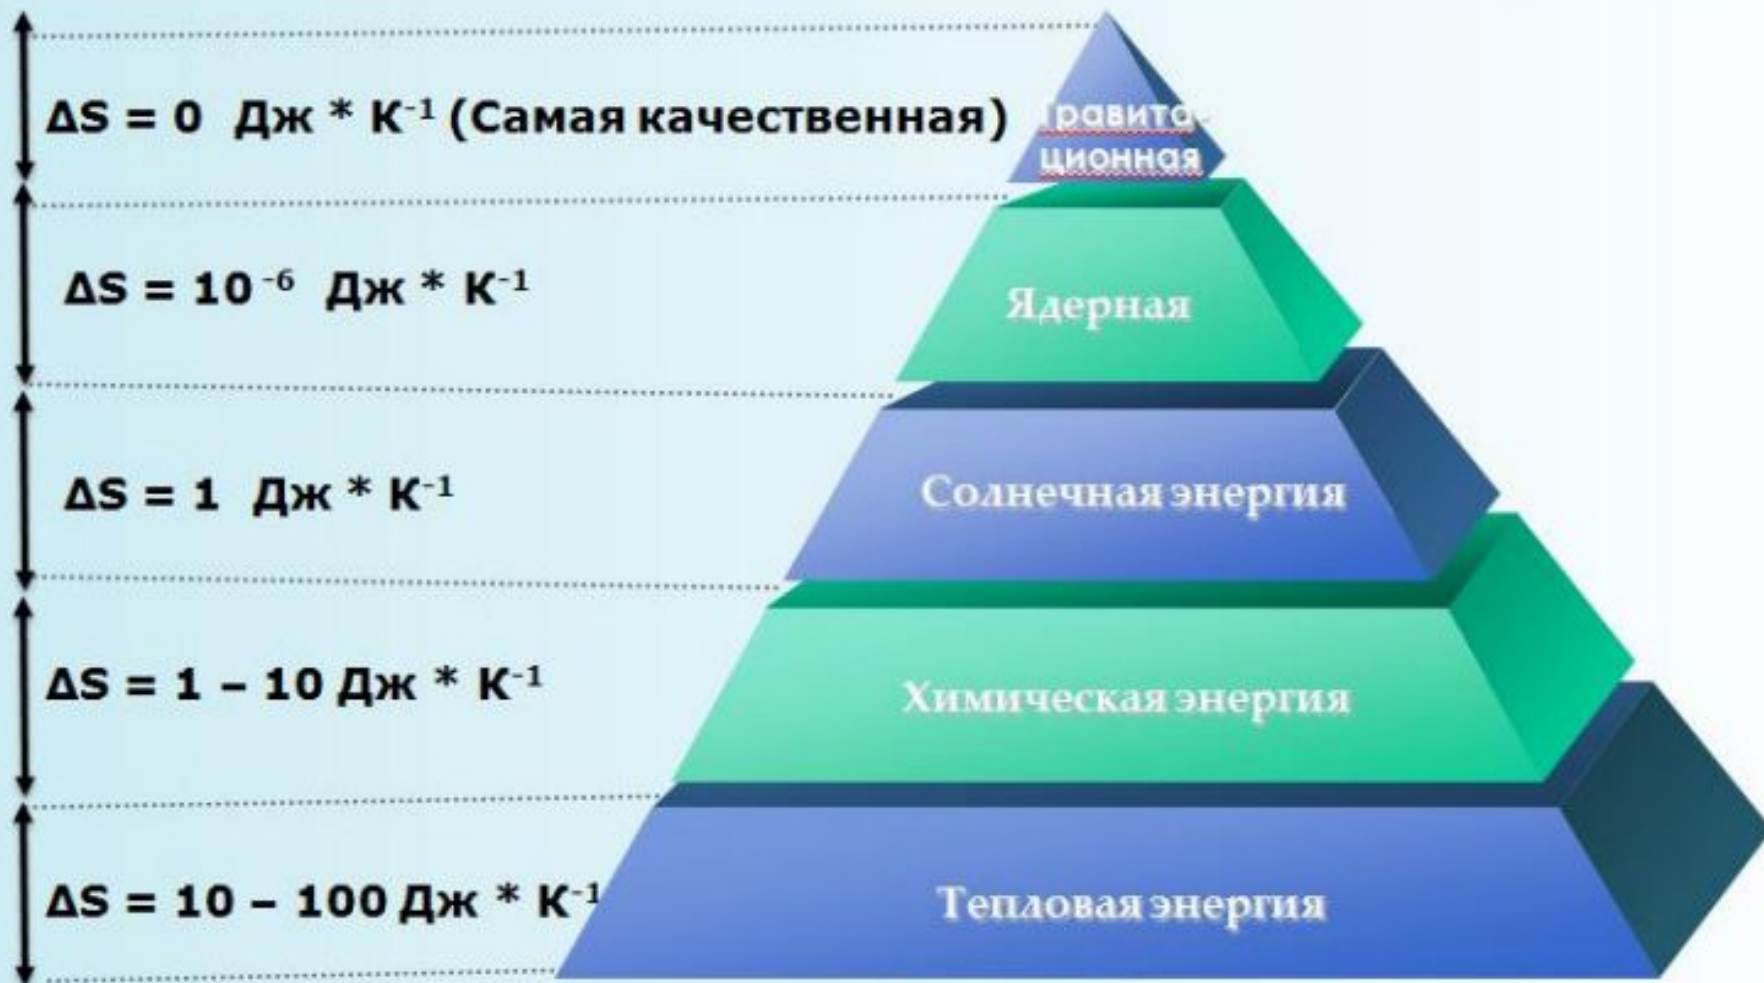 ΔS = 0 Дж * К⁻¹ (Самая качественная)
Гравита-
ционная
ΔS = 10⁻⁶ Дж * К⁻¹
Ядерная
ΔS = 1 Дж * К⁻¹
Солнечная энергия
ΔS = 1 – 10 Дж * К⁻¹
Химическая энергия
ΔS = 10 – 100 Дж * К⁻¹
Тепловая энергия